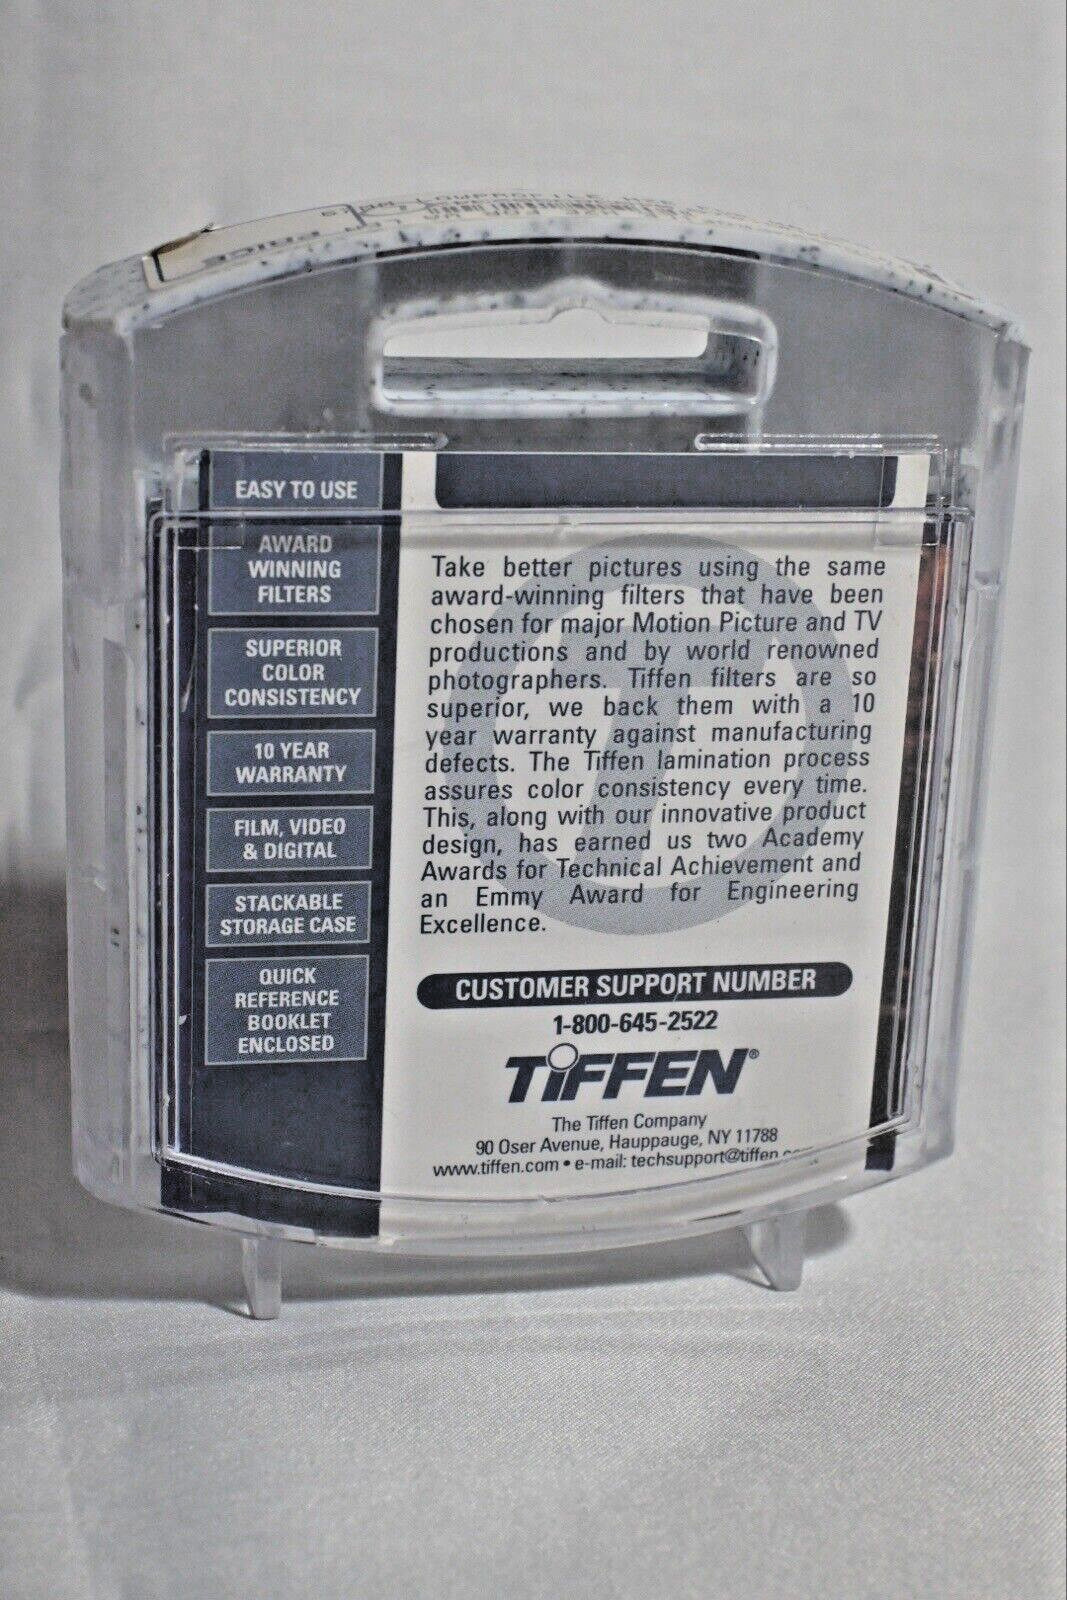 EASY TO USE
AWARD
WINNING
FILTERS
SUPERIOR
COLOR
CONSISTENCY
10 YEAR
WARRANTY
FILM, VIDEO
& DIGITAL
STACKABLE
STORAGE CASE
QUICK
REFERENCE
BOOKLET
ENCLOSED
Take better pictures using the same
award-winning filters that have been
chosen for major Motion Picture and TV
productions and by world renowned
photographers. Tiffen filters are so
superior, we back them with a 10
year warranty against manufacturing
defects. The Tiffen lamination process
assures color consistency every time.
This, along with our innovative product
design, has earned us two Academy
Awards for Technical Achievement and
an Emmy Award for Engineering
Excellence.
CUSTOMER SUPPORT NUMBER
1-800-645-2522
TIFFEN®
The Tiffen Company
90 Oser Avenue, Hauppauge, NY 11788
www.tiffen.com • e-mail: techsupport@tiffen.com